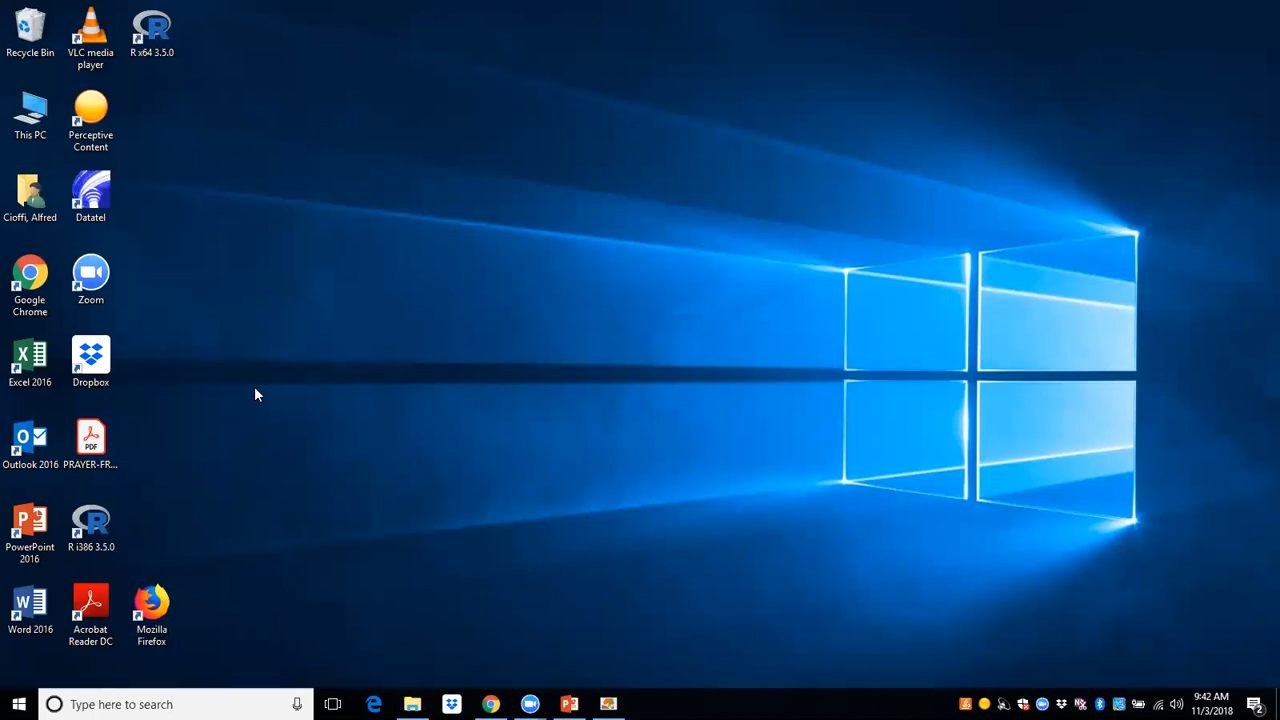 Recycle Bin
VLC media
player
R x64 3.5.0
This PC
Perceptive
Content
Cioffi, Alfred
Datatel
Google
Chrome
Zoom
Excel 2016
Dropbox
Outlook 2016
PDF
PRAYER-FR...
PowerPoint
2016
R i386 3.5.0
Word 2016
Acrobat
Reader DC
Mozilla
Firefox
Type here to search
9:42 AM
11/3/2018
2